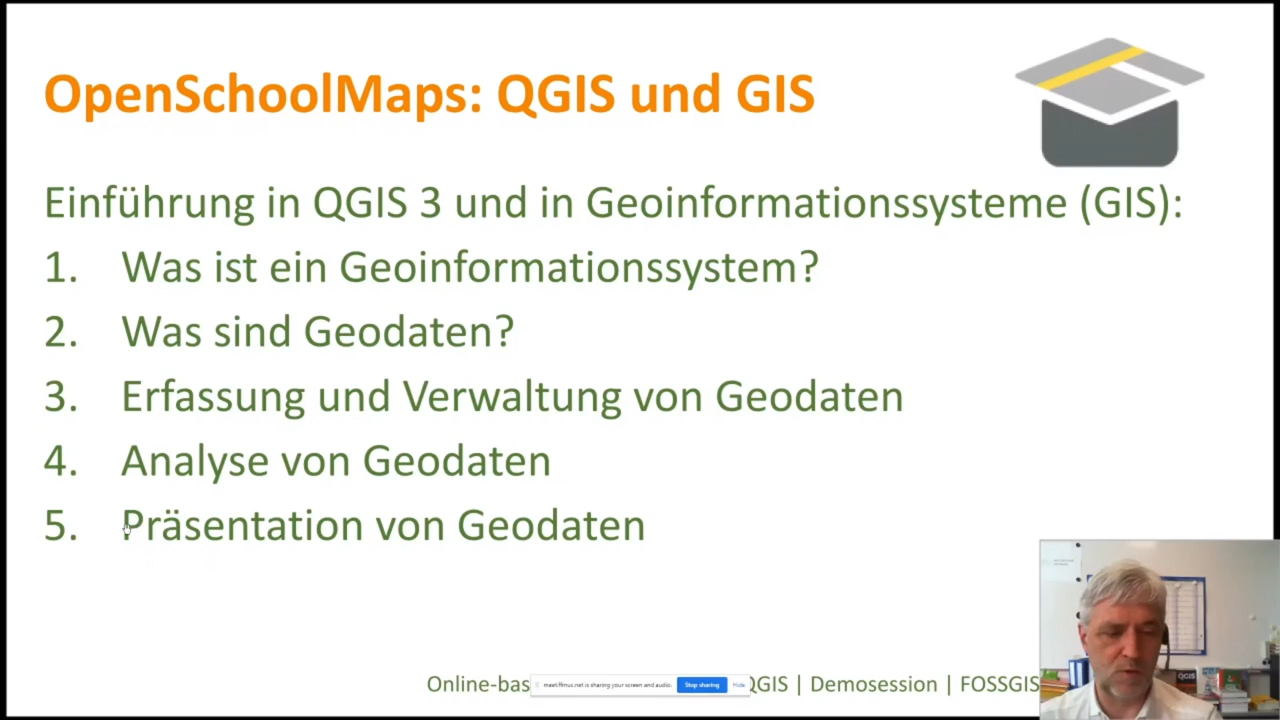 OpenSchoolMaps: QGIS und GIS
Einführung in QGIS 3 und in Geoinformationssysteme (GIS):
1. Was ist ein Geoinformationssystem?
2. Was sind Geodaten?
3. Erfassung und Verwaltung von Geodaten
4. Analyse von Geodaten
5. Präsentation von Geodaten
QGIS
Online-bas
meet.ffmuc.net is sharing your screen and audio. Stop sharing Hide
QGIS | Demosession | FOSSGIS